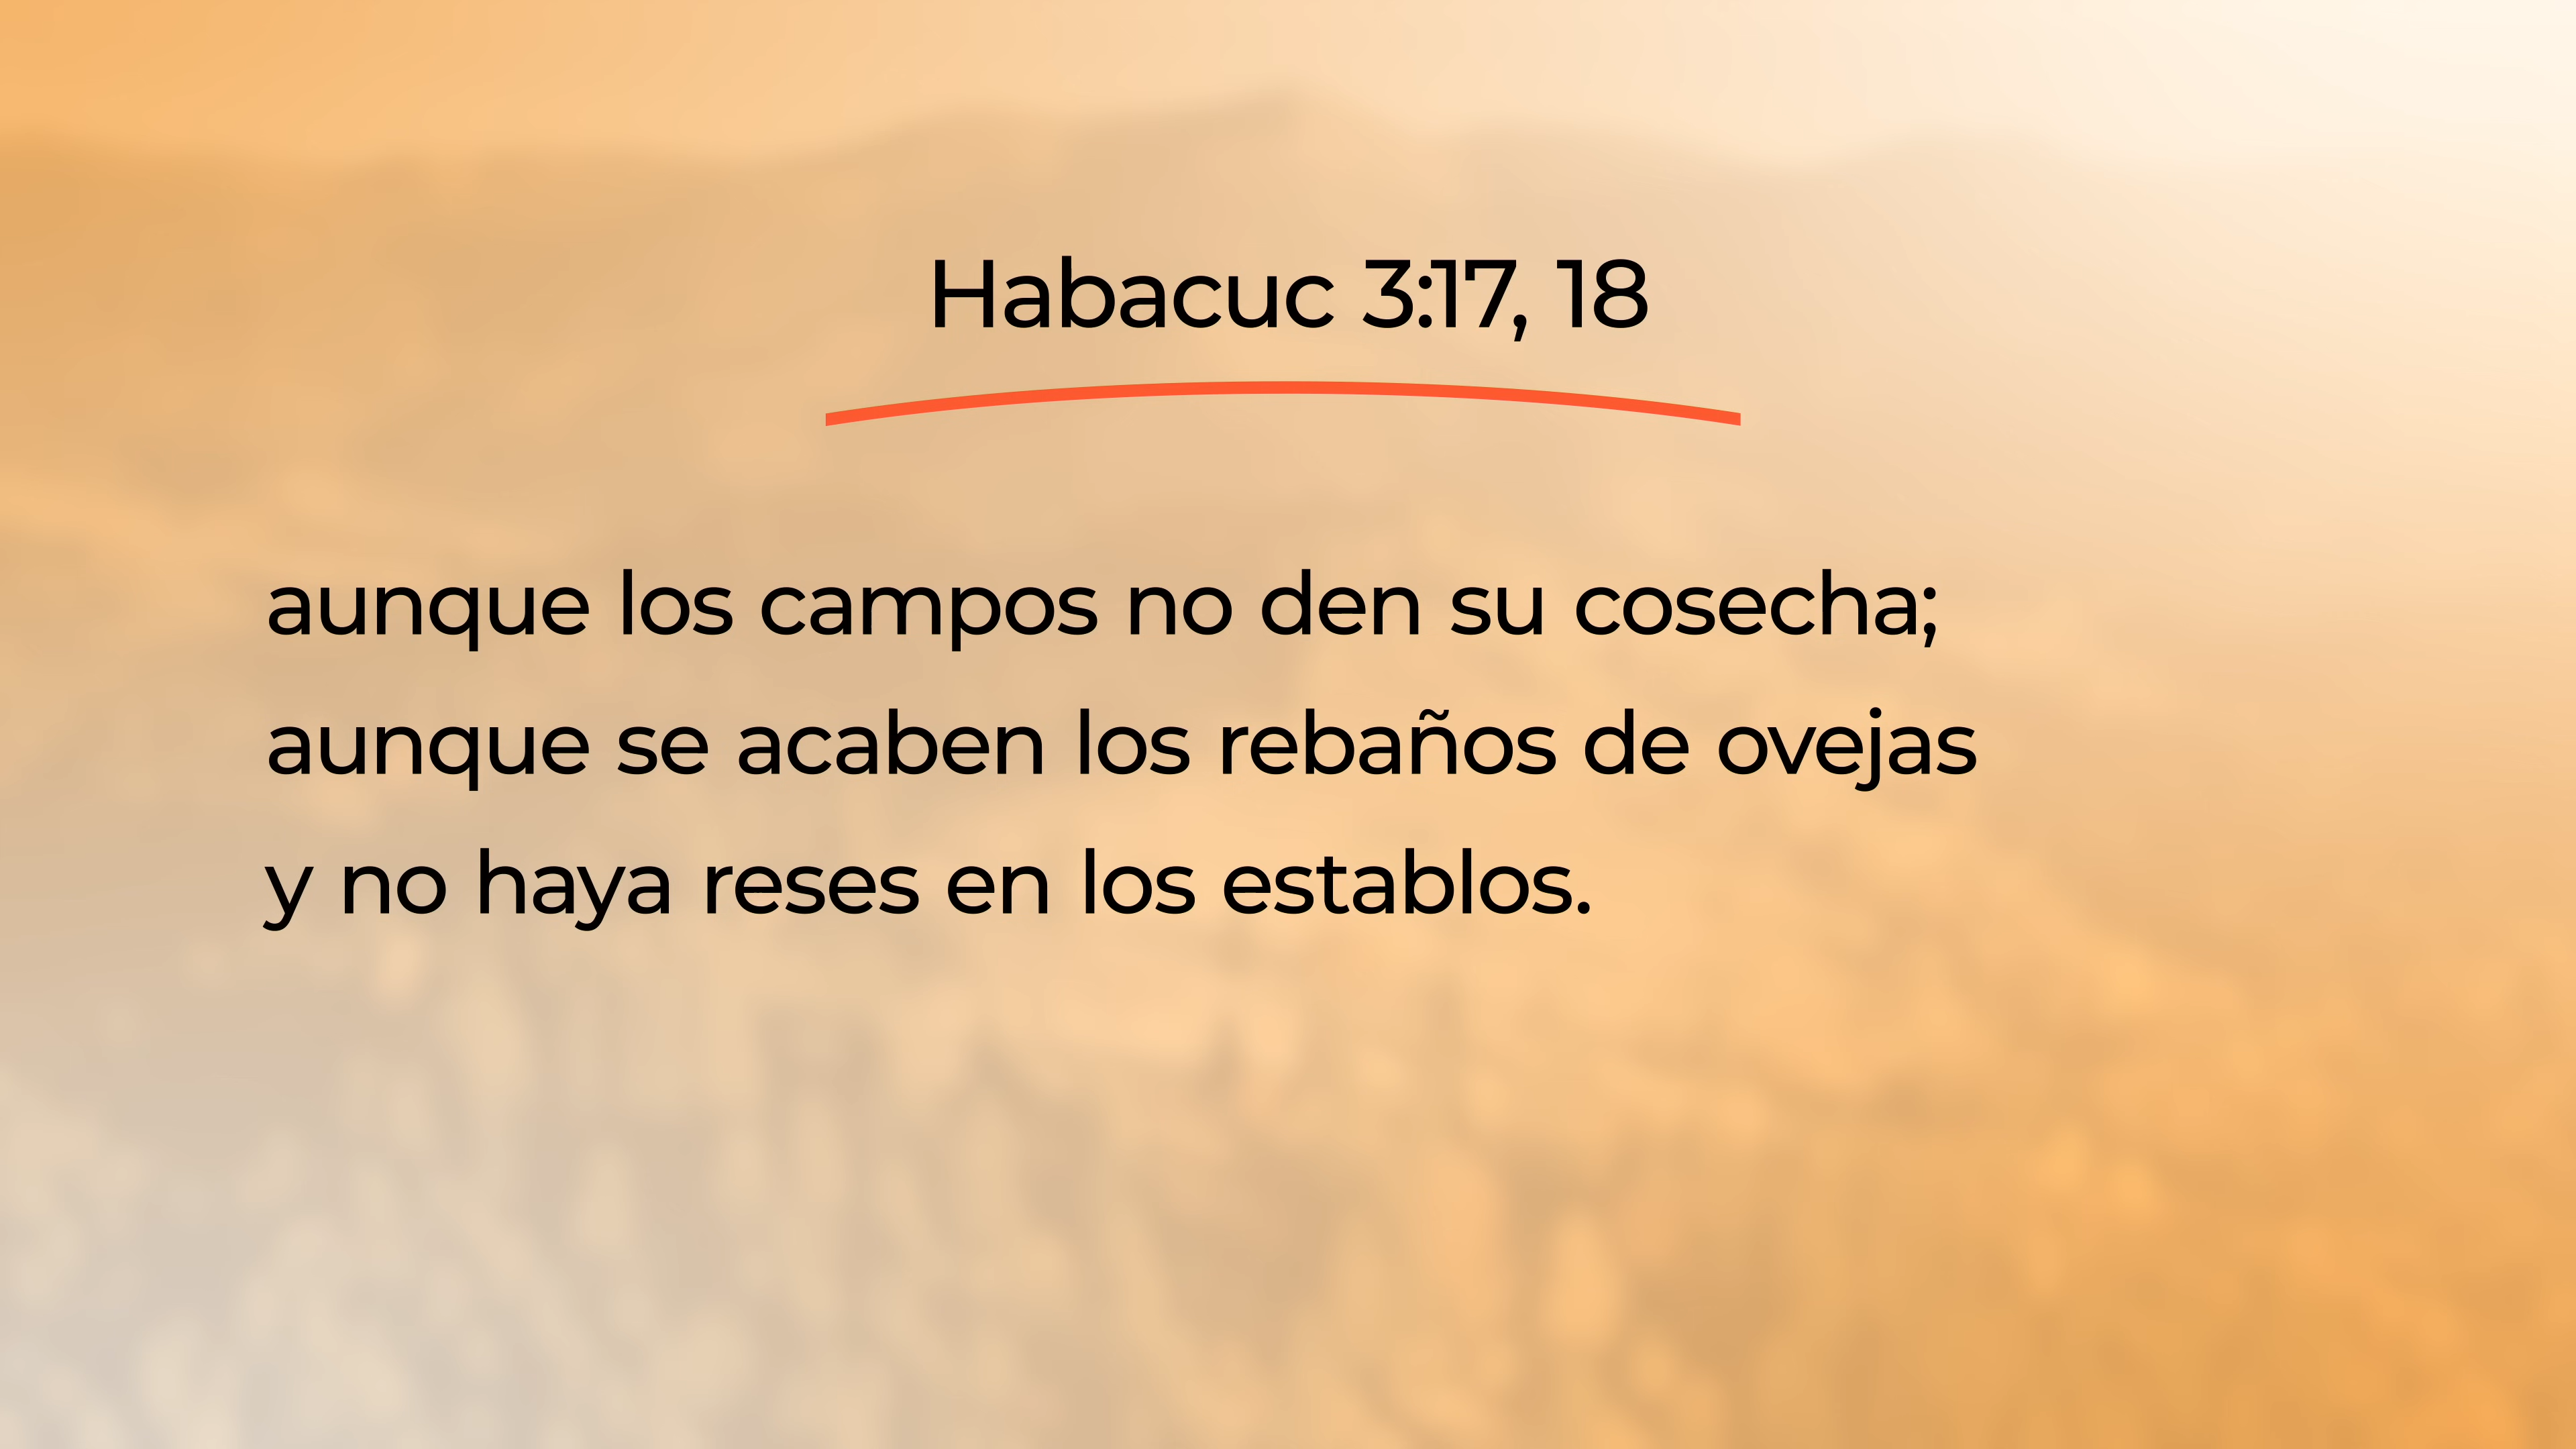 Habacuc 3:17, 18
aunque los campos no den su cosecha;
aunque se acaben los rebaños de ovejas
y no haya reses en los establos.